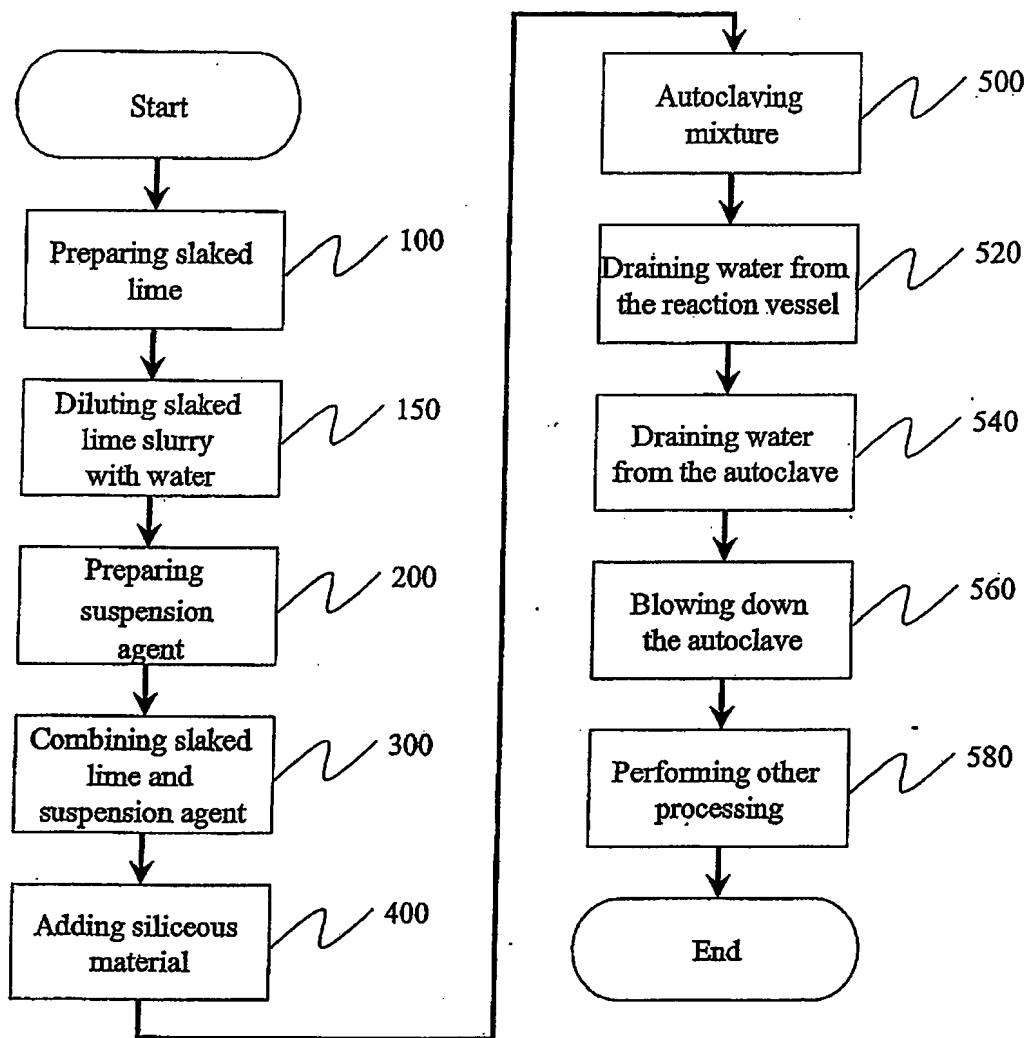 Start
Preparing slaked
lime
100
Diluting slaked
lime slurry
with water
150
Preparing
suspension
agent
200
Combining slaked
lime and
suspension agent
300
Adding siliceous
material
400
Autoclaving
mixture
500
Draining water from
the reaction vessel
520
Draining water
from the autoclave
540
Blowing down
the autoclave
560
Performing other
processing
580
End